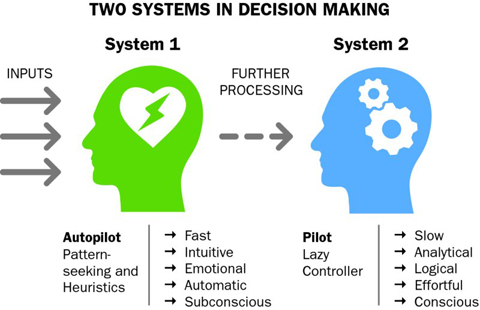 TWO SYSTEMS IN DECISION MAKING
System 1
System 2
INPUTS
FURTHER
PROCESSING
Autopilot
Pattern-
seeking and
Heuristics
→ Fast
→ Intuitive
→ Emotional
→ Automatic
→ Subconscious
Pilot
Lazy
Controller
→ Slow
→ Analytical
→ Logical
→ Effortful
→ Conscious